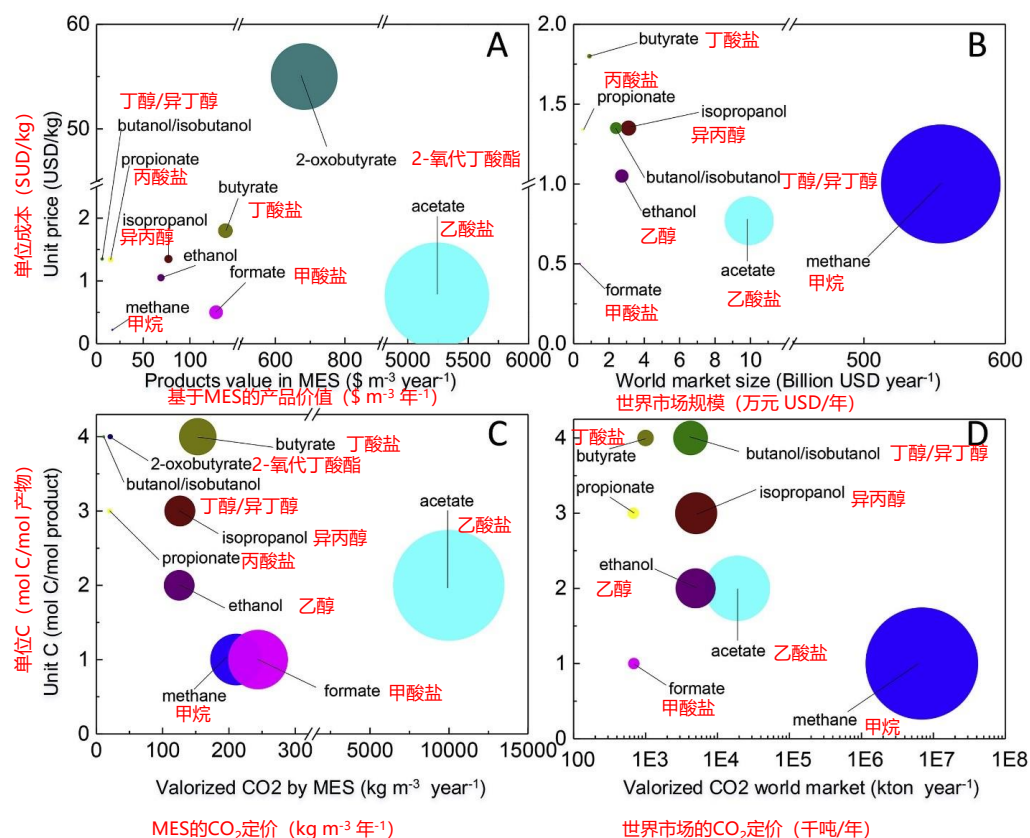 A
60
50
2
1
0
单位成本（SUD/kg)
Unit price (USD/kg)
丁醇/异丁醇
butanol/isobutanol
propionate
丙酸盐
isopropanol
异丙醇
butyrate
丁酸盐
ethanol
methane
甲烷
formate 甲酸盐
2-oxobutyrate 2-氧代丁酸酯
acetate
乙酸盐
0 50 100 150 600 800 5000 5500 6000
Products value in MES ($ m-3 year-1)
基于MES的产品价值（$ m-3 年-1)
B
2.0
1.5
1.0
0.5
0.0
butyrate 丁酸盐
丙酸盐
propionate
isopropanol
异丙醇
butanol/isobutanol 丁醇/异丁醇
ethanol
乙醇
acetate
乙酸盐
methane
甲烷
formate
甲酸盐
0 2 4 6 8 10 500 600
World market size (Billion USD year-1)
世界市场规模（万元 USD/年）
C
4
3
2
1
0
单位C（mol C/mol 产物)
Unit C (mol C/mol product)
butyrate 丁酸盐
2-oxobutyrate 2-氧代丁酸酯
butanol/isobutanol
丁醇/异丁醇
isopropanol 异丙醇
propionate 丙酸盐
ethanol 乙醇
acetate
乙酸盐
methane
甲烷
formate 甲酸盐
0 100 200 300 5000 10000 15000
Valorized CO2 by MES (kg m-3 year-1)
MES的CO2定价（kg m-3 年-1)
D
4
3
2
1
0
丁酸盐
butyrate
butanol/isobutanol 丁醇/异丁醇
propionate
isopropanol 异丙醇
ethanol
乙醇
acetate 乙酸盐
formate
甲酸盐
methane 甲烷
100 1E3 1E4 1E5 1E6 1E7 1E8
Valorized CO2 world market (kton year-1)
世界市场的CO2定价（千吨/年）